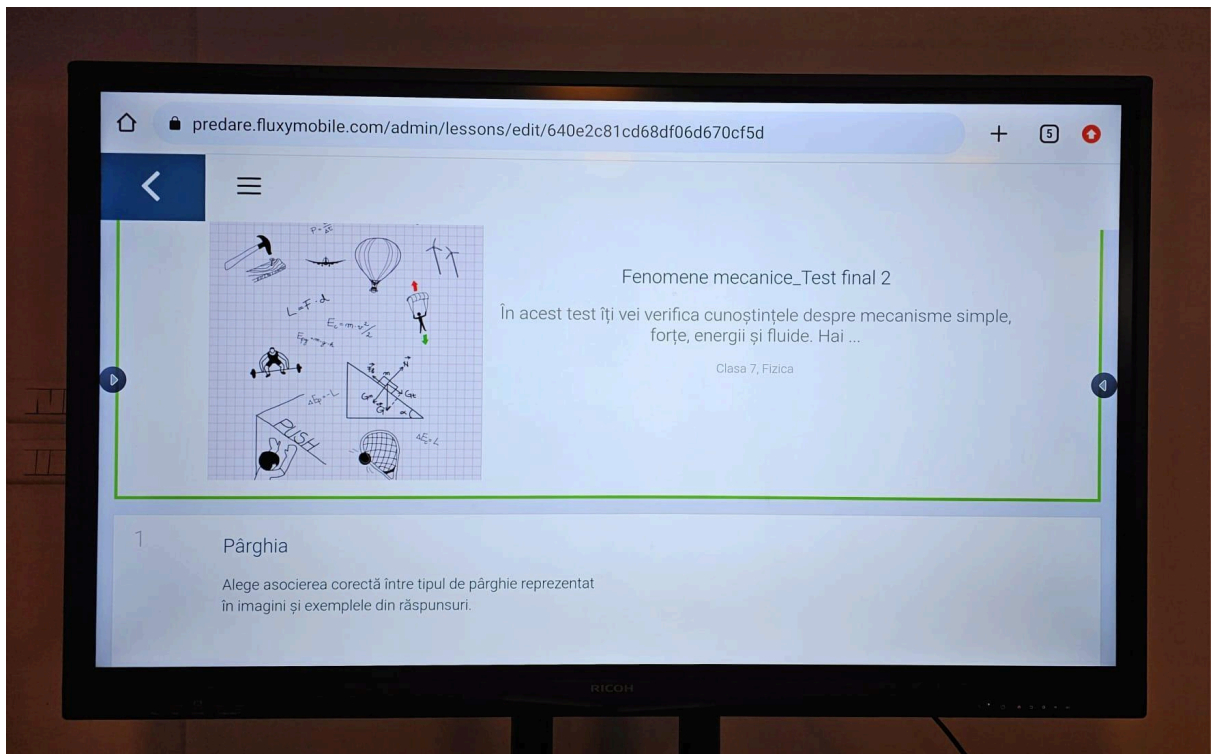 predare.fluxymobile.com/admin/lessons/edit/640e2c81cd68df06d670cf5d
5
L=F·d
PUSH
Fenomene mecanice_Test final 2
În acest test îți vei verifica cunoștințele despre mecanisme simple,
forțe, energii și fluide. Hai ...
Clasa 7, Fizica
1
Pârghia
Alege asocierea corectă între tipul de pârghie reprezentat
în imagini și exemplele din răspunsuri.
RICOH